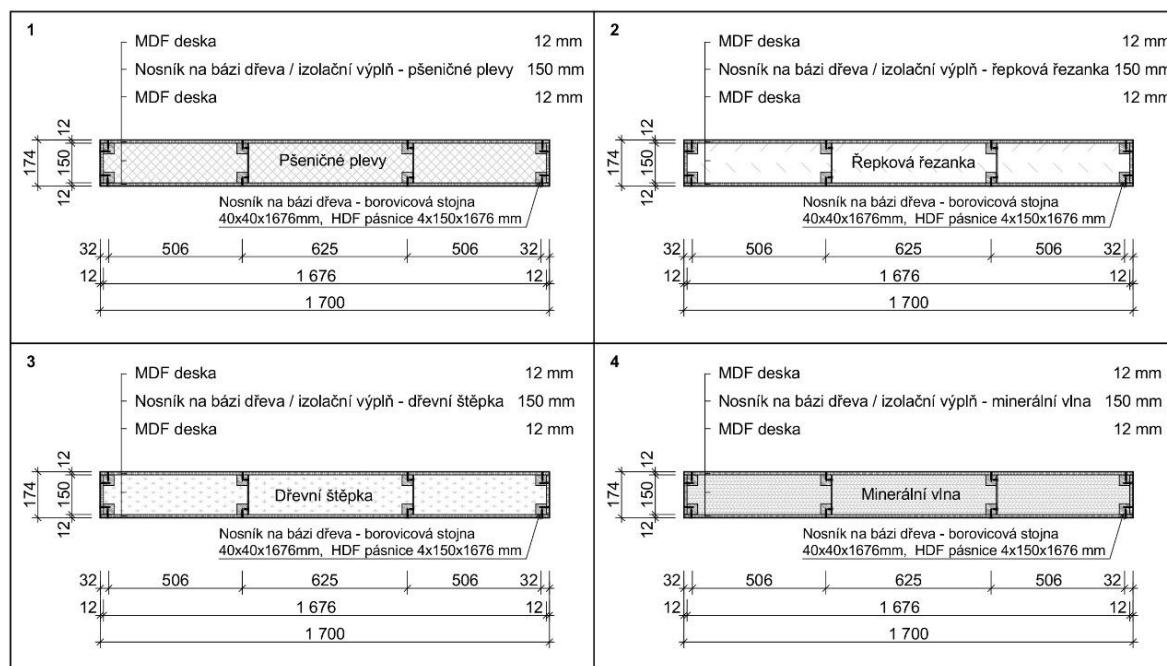 1
MDF deska 12 mm
Nosník na bázi dřeva / izolační výplň - pšeničné plevy 150 mm
MDF deska 12 mm
12
174 150
12
Pšeničné plevy
Nosník na bázi dřeva - borovicová stojna
40x40x1676mm, HDF pásnice 4x150x1676 mm
32 506 625 506 32
12 1 676 12
1 700
2
MDF deska 12 mm
Nosník na bázi dřeva / izolační výplň - řepková řezanka 150 mm
MDF deska 12 mm
12
174 150
12
Řepková řezanka
Nosník na bázi dřeva - borovicová stojna
40x40x1676mm, HDF pásnice 4x150x1676 mm
32 506 625 506 32
12 1 676 12
1 700
3
MDF deska 12 mm
Nosník na bázi dřeva / izolační výplň - dřevní štěpka 150 mm
MDF deska 12 mm
12
174 150
12
Dřevní štěpka
Nosník na bázi dřeva - borovicová stojna
40x40x1676mm, HDF pásnice 4x150x1676 mm
32 506 625 506 32
12 1 676 12
1 700
4
MDF deska 12 mm
Nosník na bázi dřeva / izolační výplň - minerální vlna 150 mm
MDF deska 12 mm
12
174 150
12
Minerální vlna
Nosník na bázi dřeva - borovicová stojna
40x40x1676mm, HDF pásnice 4x150x1676 mm
32 506 625 506 32
12 1 676 12
1 700